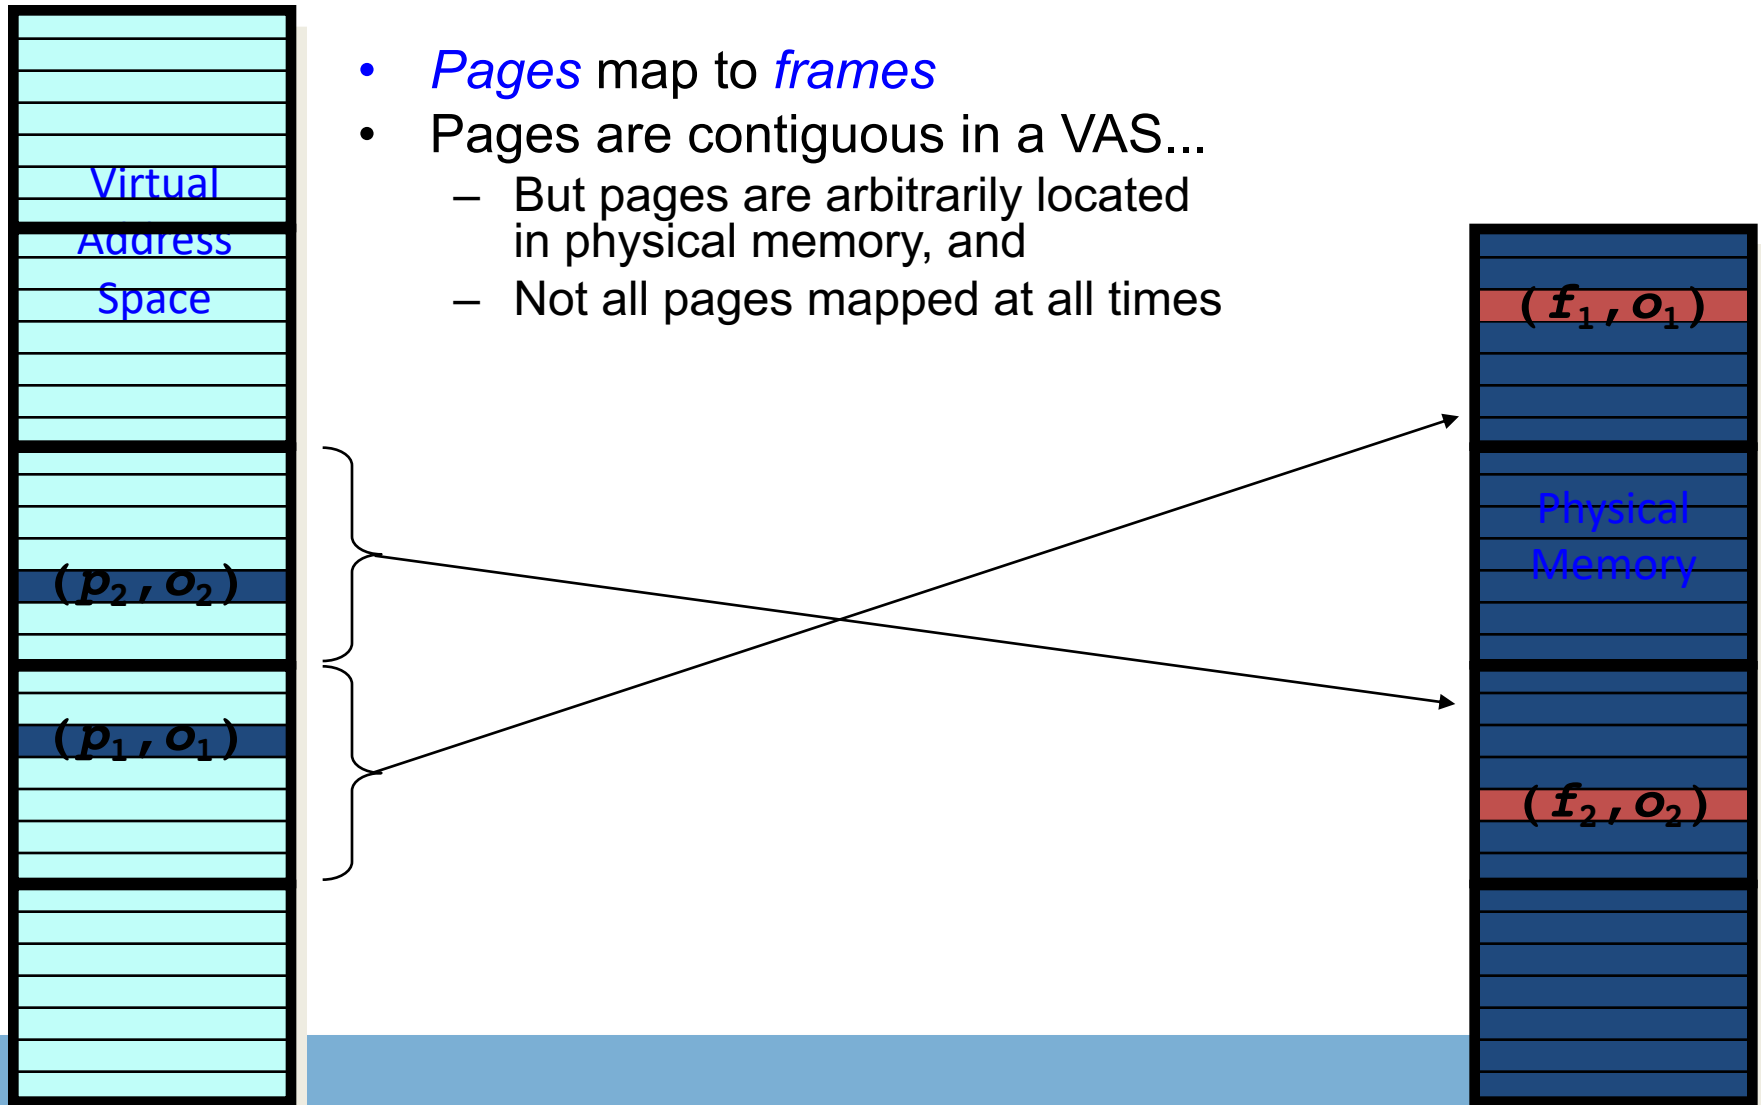 • Pages map to frames
• Pages are contiguous in a VAS...
– But pages are arbitrarily located
in physical memory, and
– Not all pages mapped at all times
Virtual
Address
Space
(p₂,o₂)
(p₁,o₁)
(f₁,o₁)
Physical
Memory
(f₂,o₂)